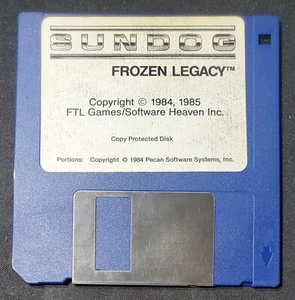 SUNDOG
FROZEN LEGACY™
Copyright © 1984, 1985
FTL Games/Software Heaven Inc.
Copy Protected Disk
Portions: Copyright © 1984 Pecan Software Systems, Inc.